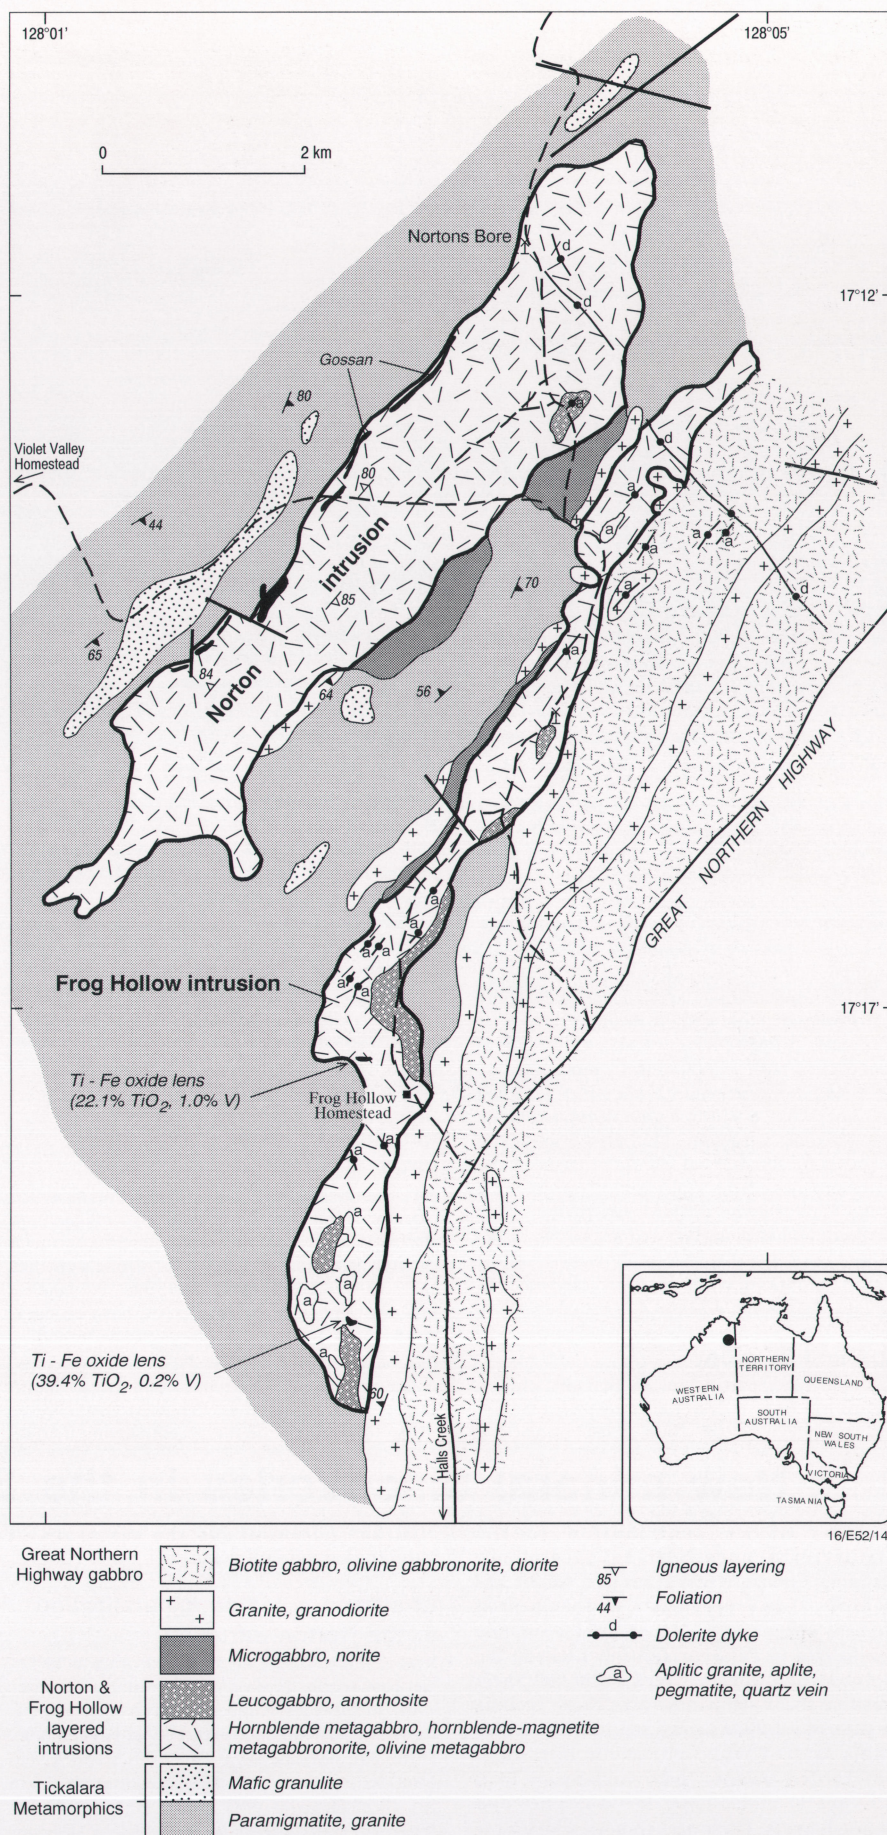 128°01'
128°05'
0 2 km
Nortons Bore
d
d
17°12'
Gossan
80
a
Violet Valley
Homestead
d
80
a
44
intrusion
a
a
a
a
70
85
a
d
65
a
84
Norton
64
56
GREAT NORTHERN HIGHWAY
a
a
a
a
a
a
Frog Hollow intrusion
17°17'
Ti - Fe oxide lens
(22.1% TiO2, 1.0% V)
Frog Hollow
Homestead
a
a
a
a
a
Ti - Fe oxide lens
(39.4% TiO2, 0.2% V)
a
60
Halls Creek
NORTHERN
TERRITORY
QUEENSLAND
WESTERN
AUSTRALIA
SOUTH
AUSTRALIA
NEW SOUTH
WALES
VICTORIA
TASMANIA
16/E52/14
Great Northern
Highway gabbro
Biotite gabbro, olivine gabbronorite, diorite
Granite, granodiorite
Microgabbro, norite
Norton &
Frog Hollow
layered
intrusions
Leucogabbro, anorthosite
Hornblende metagabbro, hornblende-magnetite
metagabbronorite, olivine metagabbro
Tickalara
Metamorphics
Mafic granulite
Paramigmatite, granite
85 Igneous layering
44 Foliation
d Dolerite dyke
a Aplitic granite, aplite,
pegmatite, quartz vein